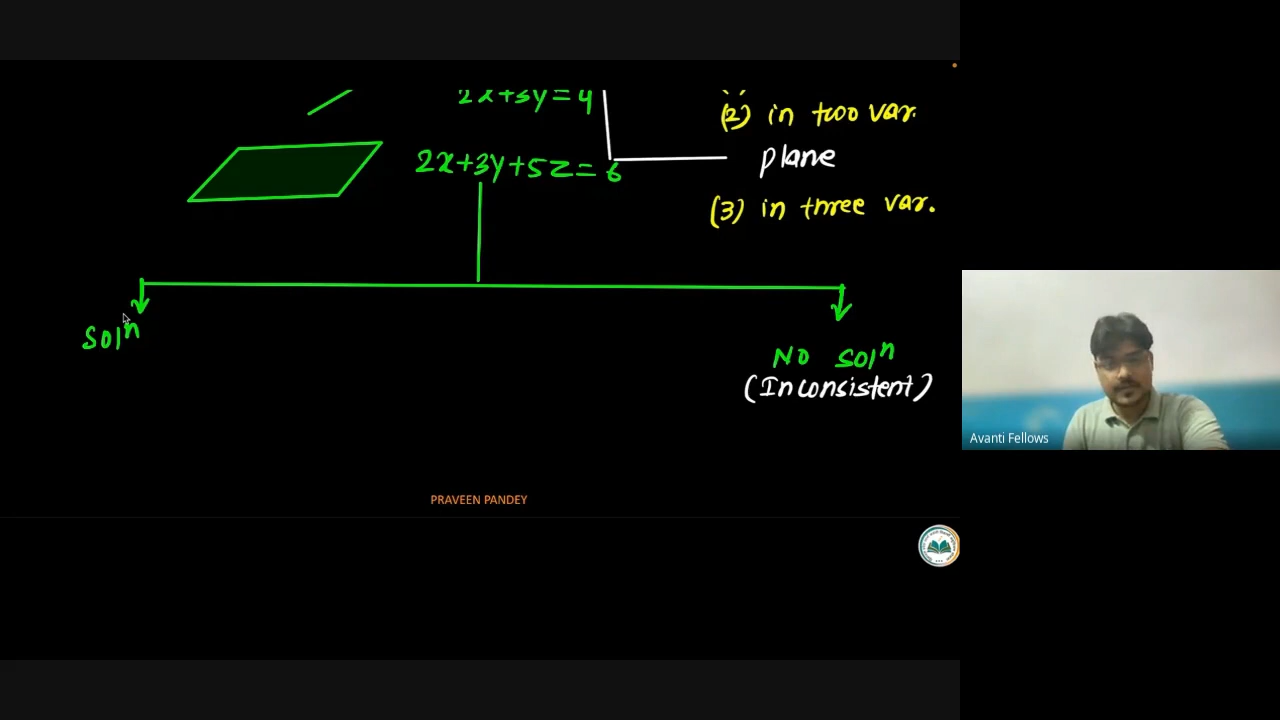 2x+3y=4
(2) in two var.
2x+3y+5z=6
plane
(3) in three var.
Solⁿ
NO Solⁿ
(Inconsistent)
Avanti Fellows
PRAVEEN PANDEY